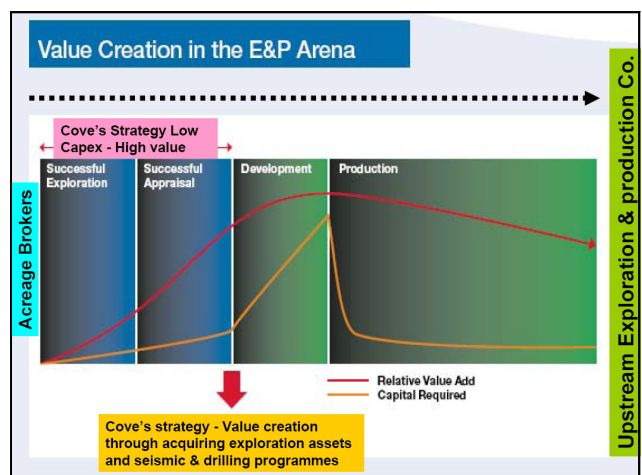 Value Creation in the E&P Arena
Cove's Strategy Low
Capex - High value
Successful
Exploration
Successful
Appraisal
Development
Production
Acreage Brokers
Upstream Exploration & production Co.
Relative Value Add
Capital Required
Cove's strategy - Value creation
through acquiring exploration assets
and seismic & drilling programmes